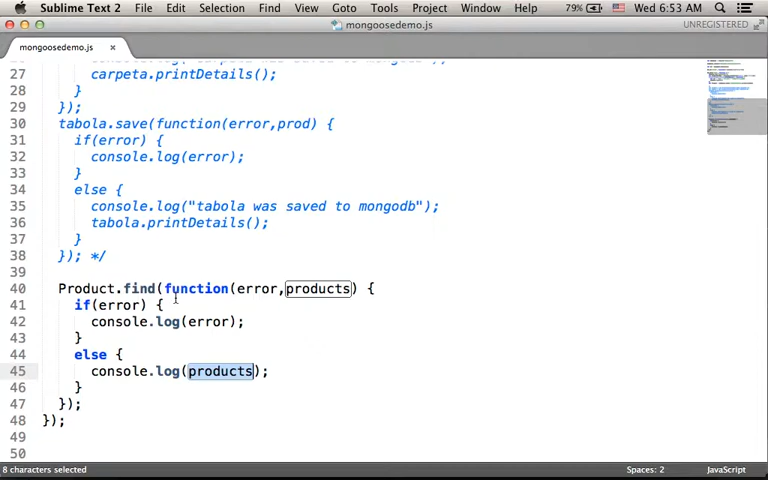 Sublime Text 2 File Edit Selection Find View Goto Tools Project Window Help 79% Wed 6:53 AM
mongoosedemo.js UNREGISTERED
mongoosedemo.js ×
27 carpeta.printDetails();
28 }
29 });
30 tabola.save(function(error,prod) {
31 if(error) {
32 console.log(error);
33 }
34 else {
35 console.log("tabola was saved to mongodb");
36 tabola.printDetails();
37 }
38 }); */
39
40 Product.find(function(error,products) {
41 if(error) {
42 console.log(error);
43 }
44 else {
45 console.log(products);
46 }
47 });
48 });
49
50
8 characters selected Spaces: 2 JavaScript